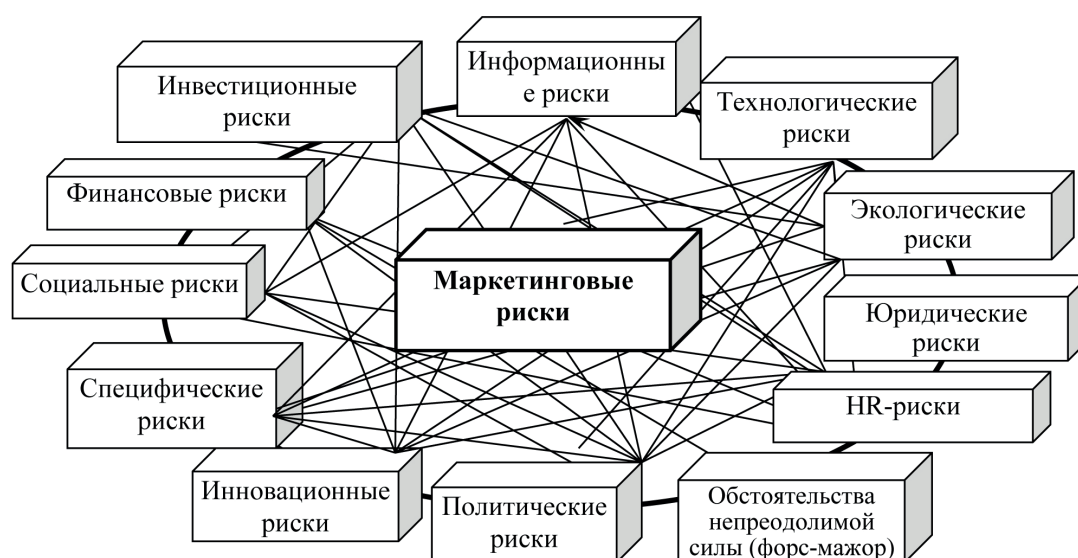 Информационны
е риски
Инвестиционные
риски
Технологические
риски
Финансовые риски
Экологические
риски
Маркетинговые
риски
Социальные риски
Юридические
риски
Специфические
риски
HR-риски
Инновационные
риски
Политические
риски
Обстоятельства
непреодолимой
силы (форс-мажор)